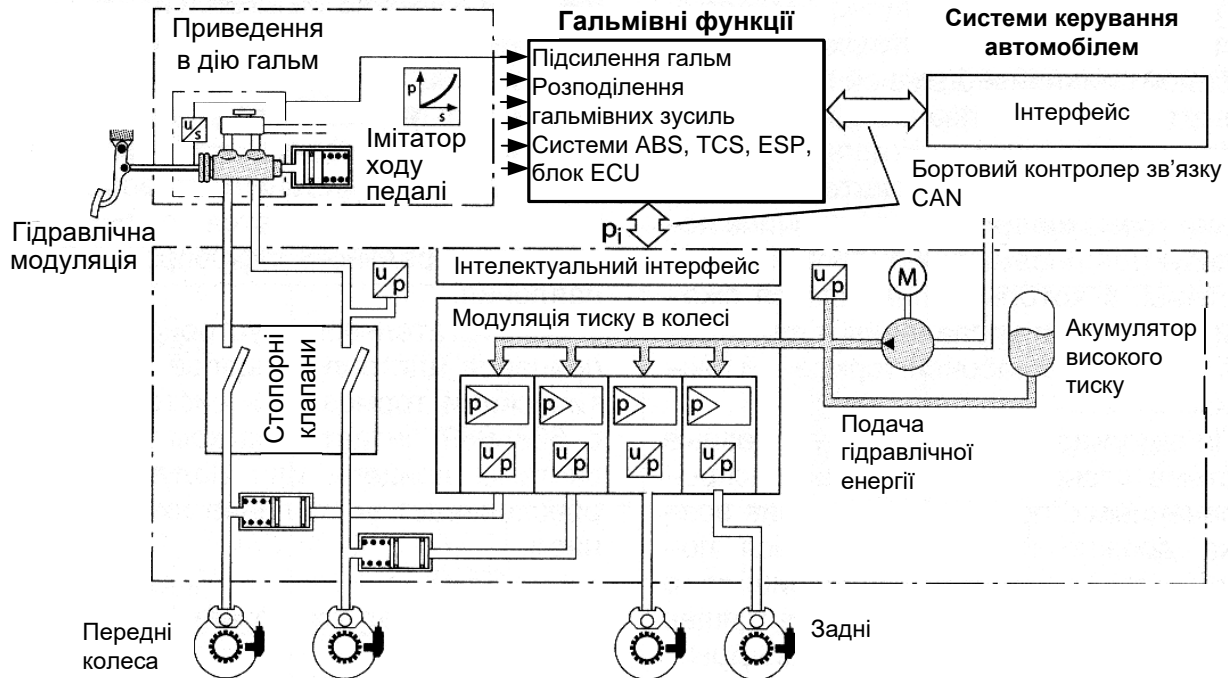 Приведення
в дію гальм
u
s
p
s
Імітатор
ходу
педалі
Гальмівні функції
Підсилення гальм
Розподілення
гальмівних зусиль
Системи ABS, TCS, ESP,
блок ECU
Системи керування
автомобілем
Інтерфейс
Бортовий контролер зв’язку
CAN
Гідравлічна
модуляція
pi
u
p
Інтелектуальний інтерфейс
Модуляція тиску в колесі
u
p
M
Акумулятор
високого
тиску
Стопорні
клапани
p
p
p
p
u
p
u
p
u
p
u
p
Подача
гідравлічної
енергії
Передні
колеса
Задні